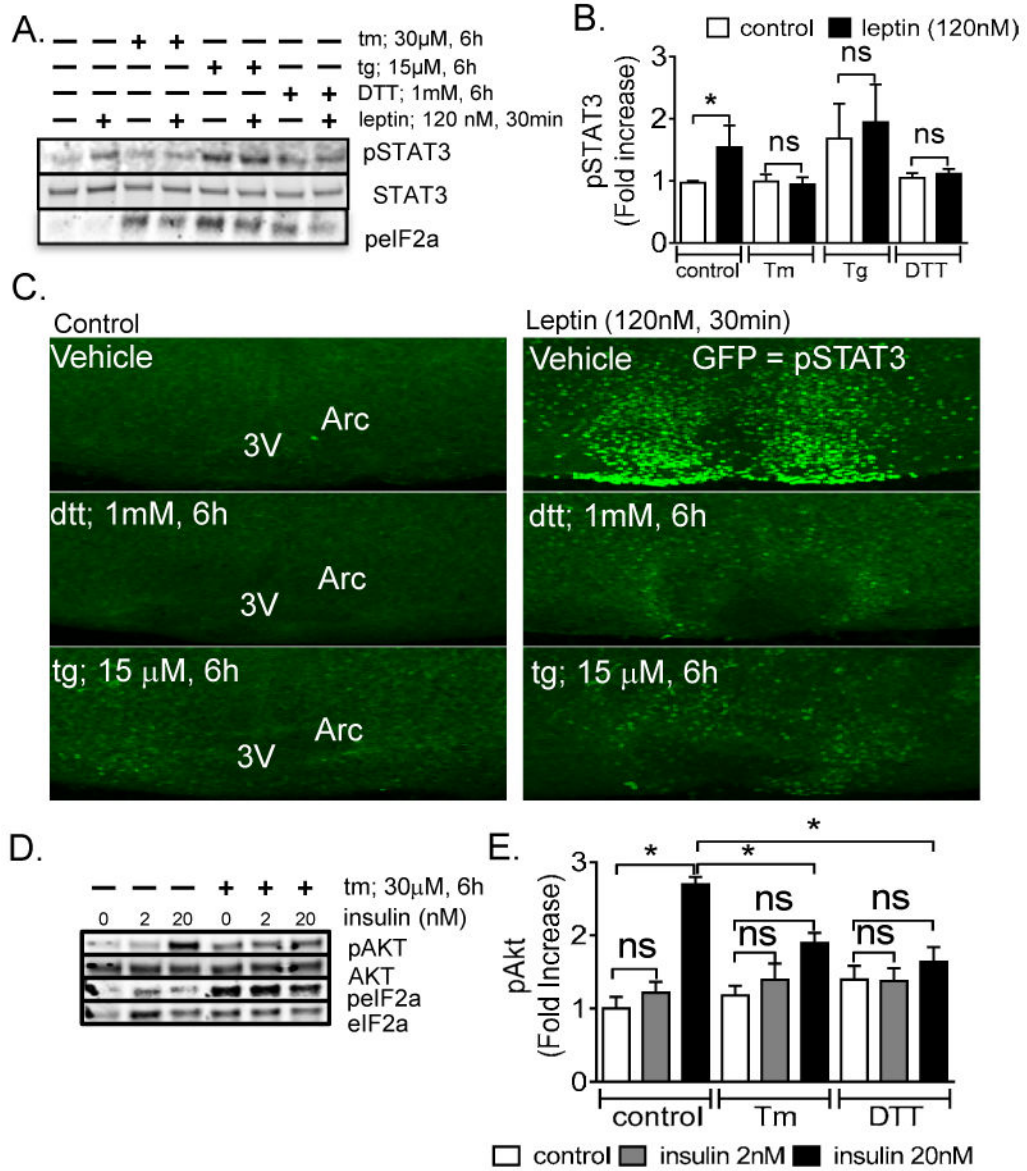 A.
− − + + − − − − tm; 30µM, 6h
− − − − + + − − tg; 15µM, 6h
− − − − − − + + DTT; 1mM, 6h
− + − + − + − + leptin; 120 nM, 30min
pSTAT3
STAT3
peIF2a
B.
control leptin (120nM)
pSTAT3
(Fold increase)
3
2
1
0
* ns ns ns
control Tm Tg DTT
C.
Control
Vehicle
Arc
3V
dtt; 1mM, 6h
Arc
3V
tg; 15 µM, 6h
Arc
3V
Leptin (120nM, 30min)
Vehicle GFP = pSTAT3
dtt; 1mM, 6h
tg; 15 µM, 6h
D.
− − − + + + tm; 30µM, 6h
0 2 20 0 2 20 insulin (nM)
pAKT
AKT
peIF2a
eIF2a
E.
pAkt
(Fold Increase)
3
2
1
0
*
* *
ns ns
ns ns ns
control Tm DTT
control insulin 2nM insulin 20nM